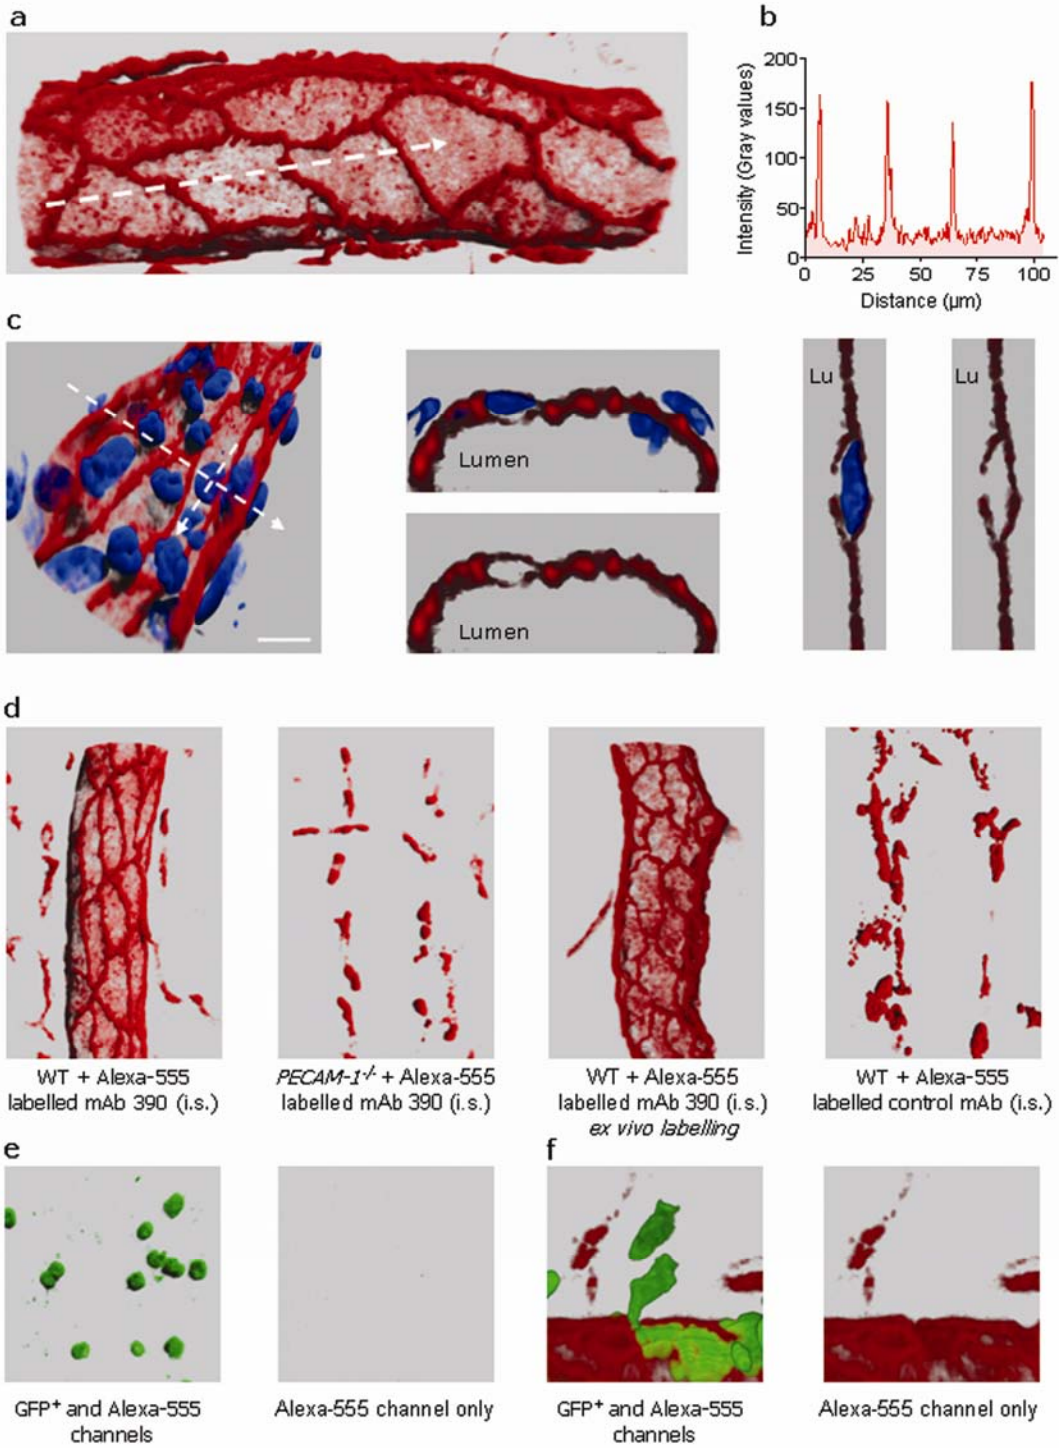 a
b
200
150
100
50
0
Intensity (Gray values)
0 25 50 75 100
Distance (µm)
c
Lumen
Lumen
Lu
Lu
d
WT + Alexa-555
labelled mAb 390 (i.s.)
PECAM-1-/- + Alexa-555
labelled mAb 390 (i.s.)
WT + Alexa-555
labelled mAb 390 (i.s.)
ex vivo labelling
WT + Alexa-555
labelled control mAb (i.s.)
e
GFP+ and Alexa-555
channels
Alexa-555 channel only
f
GFP+ and Alexa-555
channels
Alexa-555 channel only